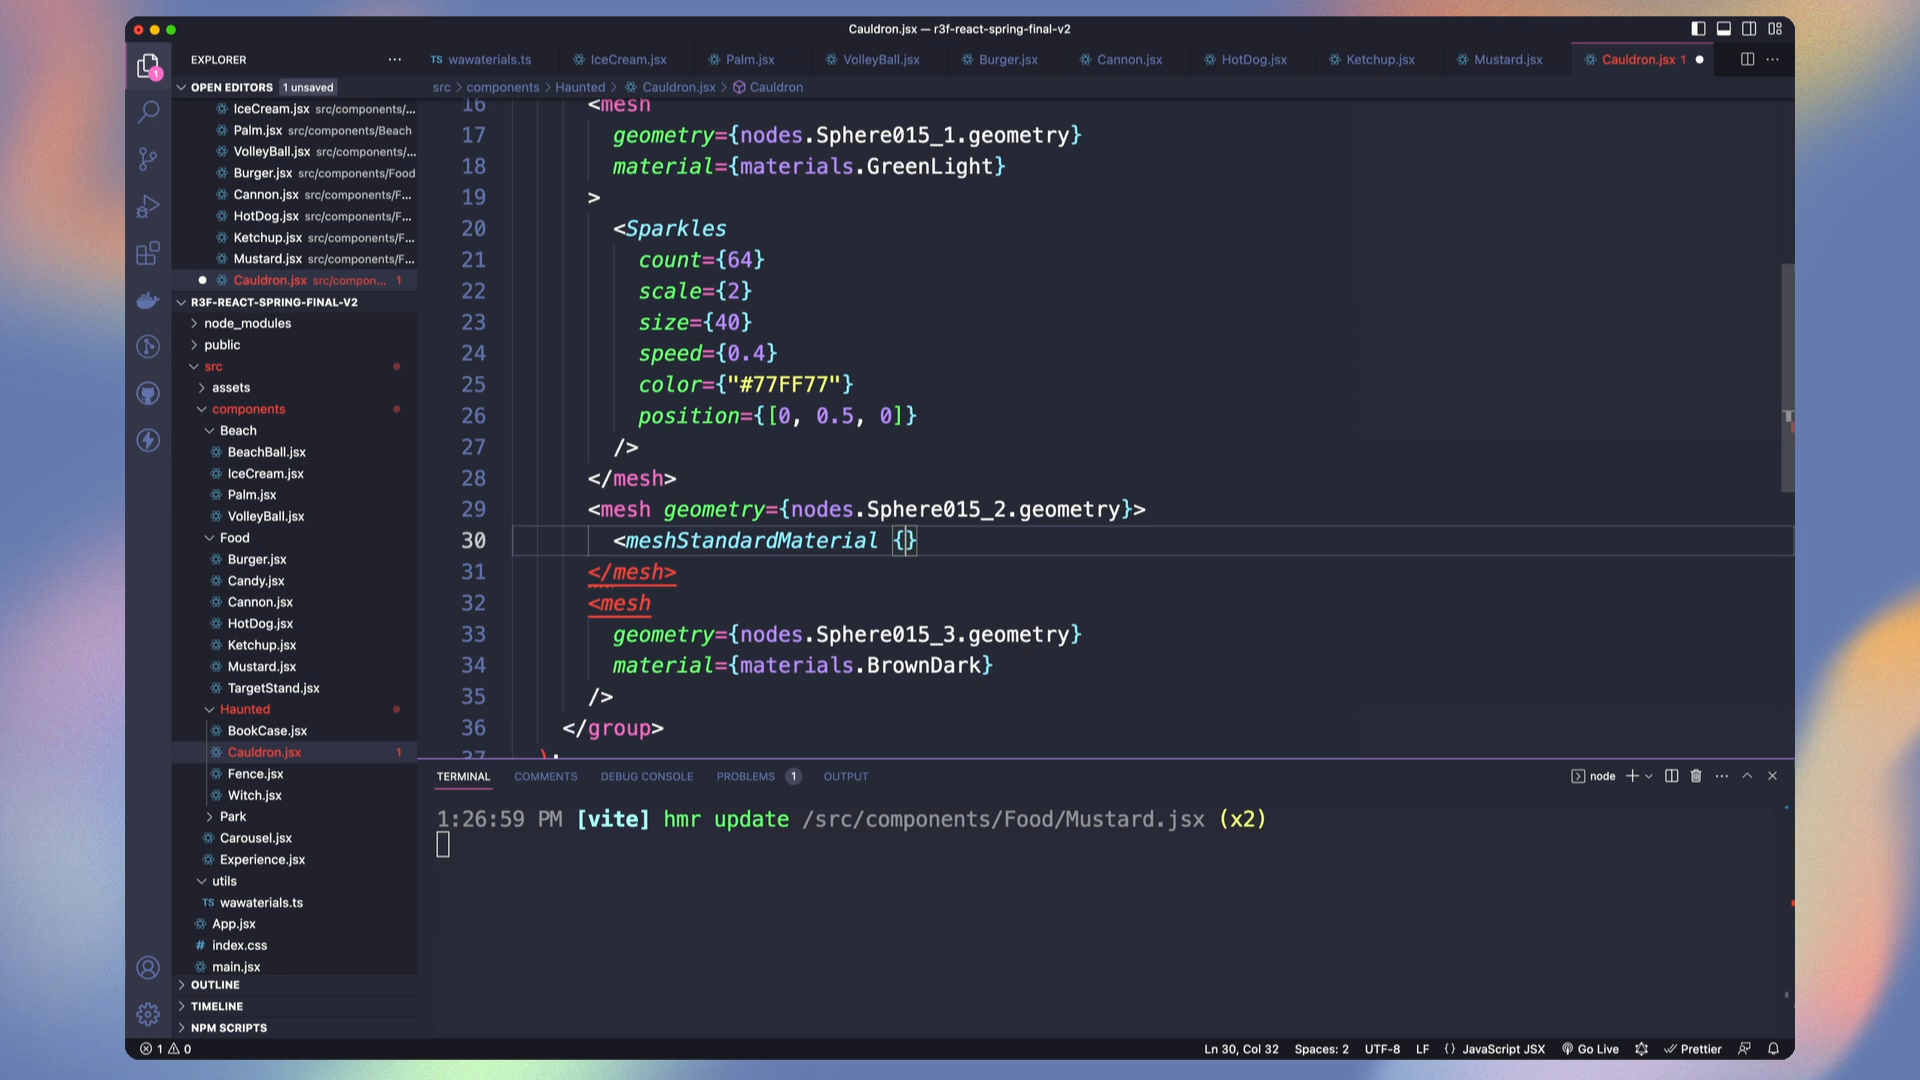 Cauldron.jsx — r3f-react-spring-final-v2
EXPLORER
TS wawaterials.ts
IceCream.jsx
Palm.jsx
VolleyBall.jsx
Burger.jsx
Cannon.jsx
HotDog.jsx
Ketchup.jsx
Mustard.jsx
Cauldron.jsx 1
1
OPEN EDITORS 1 unsaved
IceCream.jsx src/components/...
Palm.jsx src/components/Beach
VolleyBall.jsx src/components/...
Burger.jsx src/components/Food
Cannon.jsx src/components/F...
HotDog.jsx src/components/F...
Ketchup.jsx src/components/F...
Mustard.jsx src/components/F...
Cauldron.jsx src/compon... 1
R3F-REACT-SPRING-FINAL-V2
node_modules
public
src
assets
components
Beach
BeachBall.jsx
IceCream.jsx
Palm.jsx
VolleyBall.jsx
Food
Burger.jsx
Candy.jsx
Cannon.jsx
HotDog.jsx
Ketchup.jsx
Mustard.jsx
TargetStand.jsx
Haunted
BookCase.jsx
Cauldron.jsx 1
Fence.jsx
Witch.jsx
Park
Carousel.jsx
Experience.jsx
utils
TS wawaterials.ts
App.jsx
# index.css
main.jsx
OUTLINE
TIMELINE
NPM SCRIPTS
src > components > Haunted > Cauldron.jsx > Cauldron
16 <mesh
17 geometry={nodes.Sphere015_1.geometry}
18 material={materials.GreenLight}
19 >
20 <Sparkles
21 count={64}
22 scale={2}
23 size={40}
24 speed={0.4}
25 color={"#77FF77"}
26 position={[0, 0.5, 0]}
27 />
28 </mesh>
29 <mesh geometry={nodes.Sphere015_2.geometry}>
30 <meshStandardMaterial {}
31 </mesh>
32 <mesh
33 geometry={nodes.Sphere015_3.geometry}
34 material={materials.BrownDark}
35 />
36 </group>
37 );
TERMINAL COMMENTS DEBUG CONSOLE PROBLEMS 1 OUTPUT
node
1:26:59 PM [vite] hmr update /src/components/Food/Mustard.jsx (x2)
1 0
Ln 30, Col 32 Spaces: 2 UTF-8 LF {} JavaScript JSX Go Live Prettier